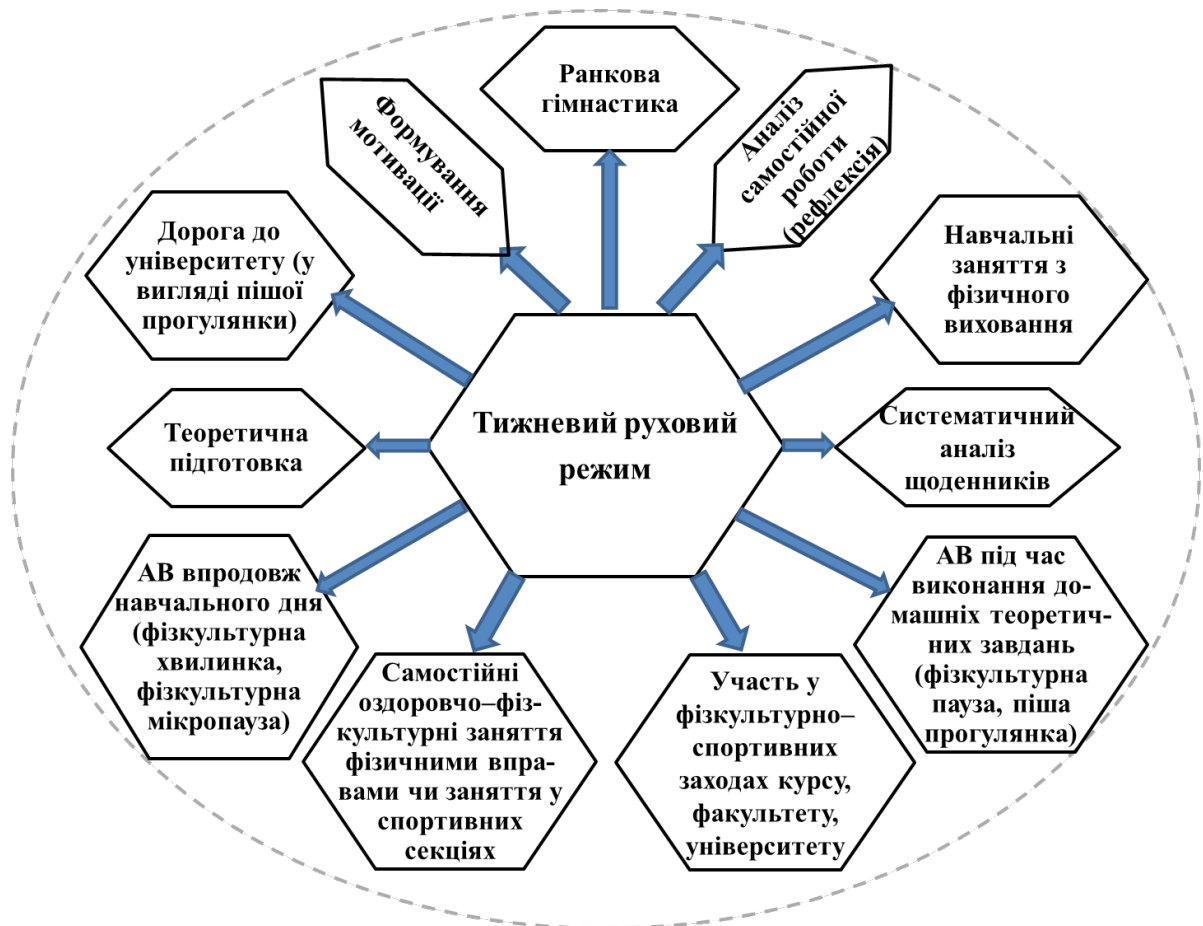 Ранкова
гімнастика
Формування
мотивації
Аналіз
самостійної
роботи
(рефлексія)
Дорога до
університету (у
вигляді пішої
прогулянки)
Навчальні
заняття з
фізичного
виховання
Тижневий руховий
режим
Теоретична
підготовка
Систематичний
аналіз
щоденників
АВ впродовж
навчального дня
(фізкультурна
хвилинка,
фізкультурна
мікропауза)
АВ під час
виконання до-
машніх теоретич-
них завдань
(фізкультурна
пауза, піша
прогулянка)
Самостійні
оздоровчо–фіз-
культурні заняття
фізичними впра-
вами чи заняття у
спортивних
секціях
Участь у
фізкультурно–
спортивних
заходах курсу,
факультету,
університету